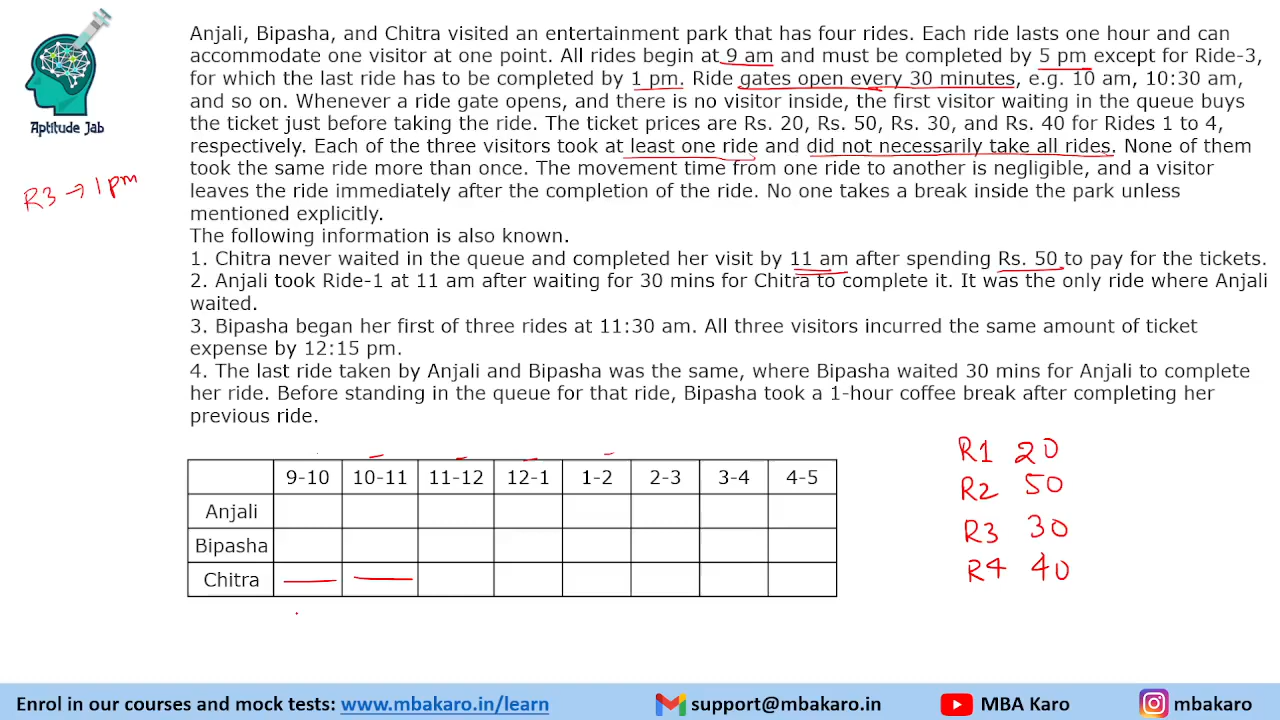 Anjali, Bipasha, and Chitra visited an entertainment park that has four rides. Each ride lasts one hour and can
accommodate one visitor at one point. All rides begin at 9 am and must be completed by 5 pm except for Ride-3,
for which the last ride has to be completed by 1 pm. Ride gates open every 30 minutes, e.g. 10 am, 10:30 am,
and so on. Whenever a ride gate opens, and there is no visitor inside, the first visitor waiting in the queue buys
the ticket just before taking the ride. The ticket prices are Rs. 20, Rs. 50, Rs. 30, and Rs. 40 for Rides 1 to 4,
respectively. Each of the three visitors took at least one ride and did not necessarily take all rides. None of them
took the same ride more than once. The movement time from one ride to another is negligible, and a visitor
leaves the ride immediately after the completion of the ride. No one takes a break inside the park unless
mentioned explicitly.
The following information is also known.
1. Chitra never waited in the queue and completed her visit by 11 am after spending Rs. 50 to pay for the tickets.
2. Anjali took Ride-1 at 11 am after waiting for 30 mins for Chitra to complete it. It was the only ride where Anjali
waited.
3. Bipasha began her first of three rides at 11:30 am. All three visitors incurred the same amount of ticket
expense by 12:15 pm.
4. The last ride taken by Anjali and Bipasha was the same, where Bipasha waited 30 mins for Anjali to complete
her ride. Before standing in the queue for that ride, Bipasha took a 1-hour coffee break after completing her
previous ride.
Aptitude Jab
R3 → 1 pm
9-10 10-11 11-12 12-1 1-2 2-3 3-4 4-5
Anjali
Bipasha
Chitra
R1 20
R2 50
R3 30
R4 40
Enrol in our courses and mock tests: www.mbakaro.in/learn support@mbakaro.in MBA Karo mbakaro